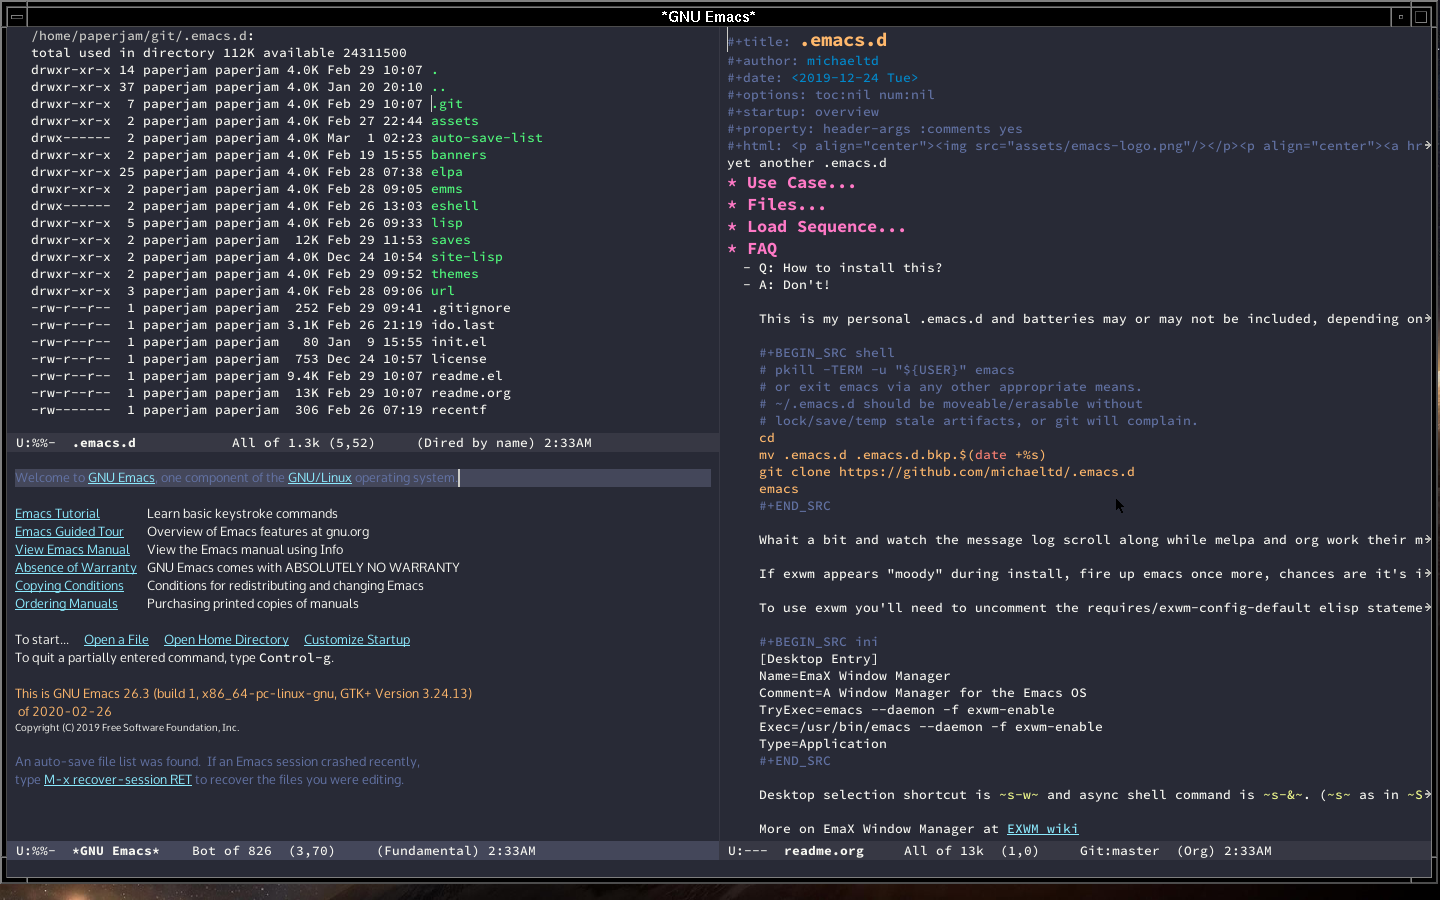 *GNU Emacs*
/home/paperjam/git/.emacs.d:
total used in directory 112K available 24311500
drwxr-xr-x 14 paperjam paperjam 4.0K Feb 29 10:07 .
drwxr-xr-x 37 paperjam paperjam 4.0K Jan 20 20:10 ..
drwxr-xr-x  7 paperjam paperjam 4.0K Feb 29 10:07 .git
drwxr-xr-x  2 paperjam paperjam 4.0K Feb 27 22:44 assets
drwx------  2 paperjam paperjam 4.0K Mar  1 02:23 auto-save-list
drwxr-xr-x  2 paperjam paperjam 4.0K Feb 19 15:55 banners
drwxr-xr-x 25 paperjam paperjam 4.0K Feb 28 07:38 elpa
drwxr-xr-x  2 paperjam paperjam 4.0K Feb 28 09:05 emms
drwx------  2 paperjam paperjam 4.0K Feb 26 13:03 eshell
drwxr-xr-x  5 paperjam paperjam 4.0K Feb 26 09:33 lisp
drwxr-xr-x  2 paperjam paperjam  12K Feb 29 11:53 saves
drwxr-xr-x  2 paperjam paperjam 4.0K Dec 24 10:54 site-lisp
drwxr-xr-x  2 paperjam paperjam 4.0K Feb 29 09:52 themes
drwxr-xr-x  3 paperjam paperjam 4.0K Feb 28 09:06 url
-rw-r--r--  1 paperjam paperjam  252 Feb 29 09:41 .gitignore
-rw-r--r--  1 paperjam paperjam 3.1K Feb 26 21:19 ido.last
-rw-r--r--  1 paperjam paperjam   80 Jan  9 15:55 init.el
-rw-r--r--  1 paperjam paperjam  753 Dec 24 10:57 license
-rw-r--r--  1 paperjam paperjam 9.4K Feb 29 10:07 readme.el
-rw-r--r--  1 paperjam paperjam  13K Feb 29 10:07 readme.org
-rw-------  1 paperjam paperjam  306 Feb 26 07:19 recentf
U:%%-  .emacs.d            All of 1.3k (5,52)     (Dired by name) 2:33AM
Welcome to GNU Emacs, one component of the GNU/Linux operating system.
Emacs Tutorial Learn basic keystroke commands
Emacs Guided Tour Overview of Emacs features at gnu.org
View Emacs Manual View the Emacs manual using Info
Absence of Warranty GNU Emacs comes with ABSOLUTELY NO WARRANTY
Copying Conditions Conditions for redistributing and changing Emacs
Ordering Manuals Purchasing printed copies of manuals
To start... Open a File Open Home Directory Customize Startup
To quit a partially entered command, type Control-g.
This is GNU Emacs 26.3 (build 1, x86_64-pc-linux-gnu, GTK+ Version 3.24.13)
of 2020-02-26
Copyright (C) 2019 Free Software Foundation, Inc.
An auto-save file list was found.  If an Emacs session crashed recently,
type M-x recover-session RET to recover the files you were editing.
U:%%-  *GNU Emacs*    Bot of 826  (3,70)     (Fundamental) 2:33AM
#+title: .emacs.d
#+author: michaeltd
#+date: <2019-12-24 Tue>
#+options: toc:nil num:nil
#+startup: overview
#+property: header-args :comments yes
#+html: <p align="center"><img src="assets/emacs-logo.png"/></p><p align="center"><a hr
yet another .emacs.d
* Use Case...
* Files...
* Load Sequence...
* FAQ
- Q: How to install this?
- A: Don't!
This is my personal .emacs.d and batteries may or may not be included, depending on
#+BEGIN_SRC shell
# pkill -TERM -u "${USER}" emacs
# or exit emacs via any other appropriate means.
# ~/.emacs.d should be moveable/erasable without
# lock/save/temp stale artifacts, or git will complain.
cd
mv .emacs.d .emacs.d.bkp.$(date +%s)
git clone https://github.com/michaeltd/.emacs.d
emacs
#+END_SRC
Whait a bit and watch the message log scroll along while melpa and org work their m
If exwm appears "moody" during install, fire up emacs once more, chances are it's i
To use exwm you'll need to uncomment the requires/exwm-config-default elisp stateme
#+BEGIN_SRC ini
[Desktop Entry]
Name=EmaX Window Manager
Comment=A Window Manager for the Emacs OS
TryExec=emacs --daemon -f exwm-enable
Exec=/usr/bin/emacs --daemon -f exwm-enable
Type=Application
#+END_SRC
Desktop selection shortcut is ~s-w~ and async shell command is ~s-&~. (~s~ as in ~S
More on EmaX Window Manager at EXWM wiki
U:---  readme.org     All of 13k  (1,0)     Git:master  (Org) 2:33AM